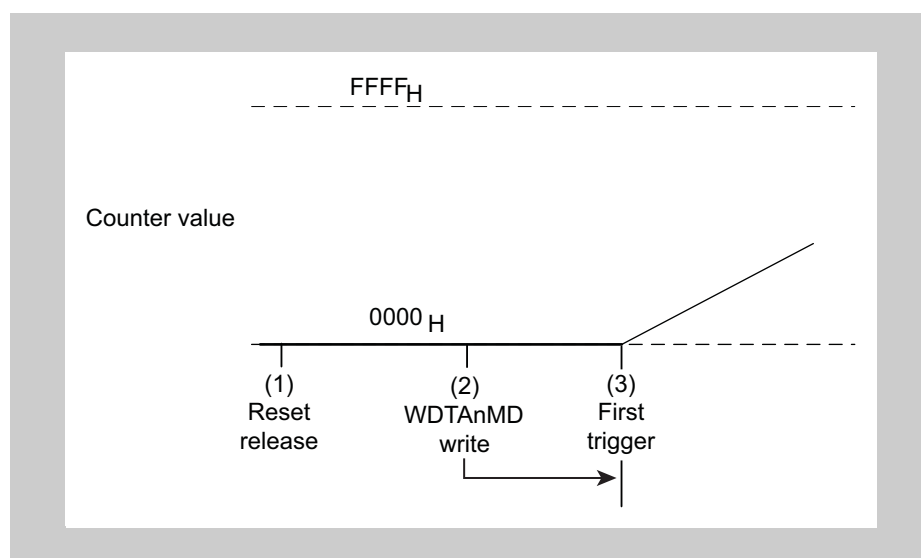 FFFFH
Counter value
0000 H
(1)
Reset
release
(2)
WDTAnMD
write
(3)
First
trigger